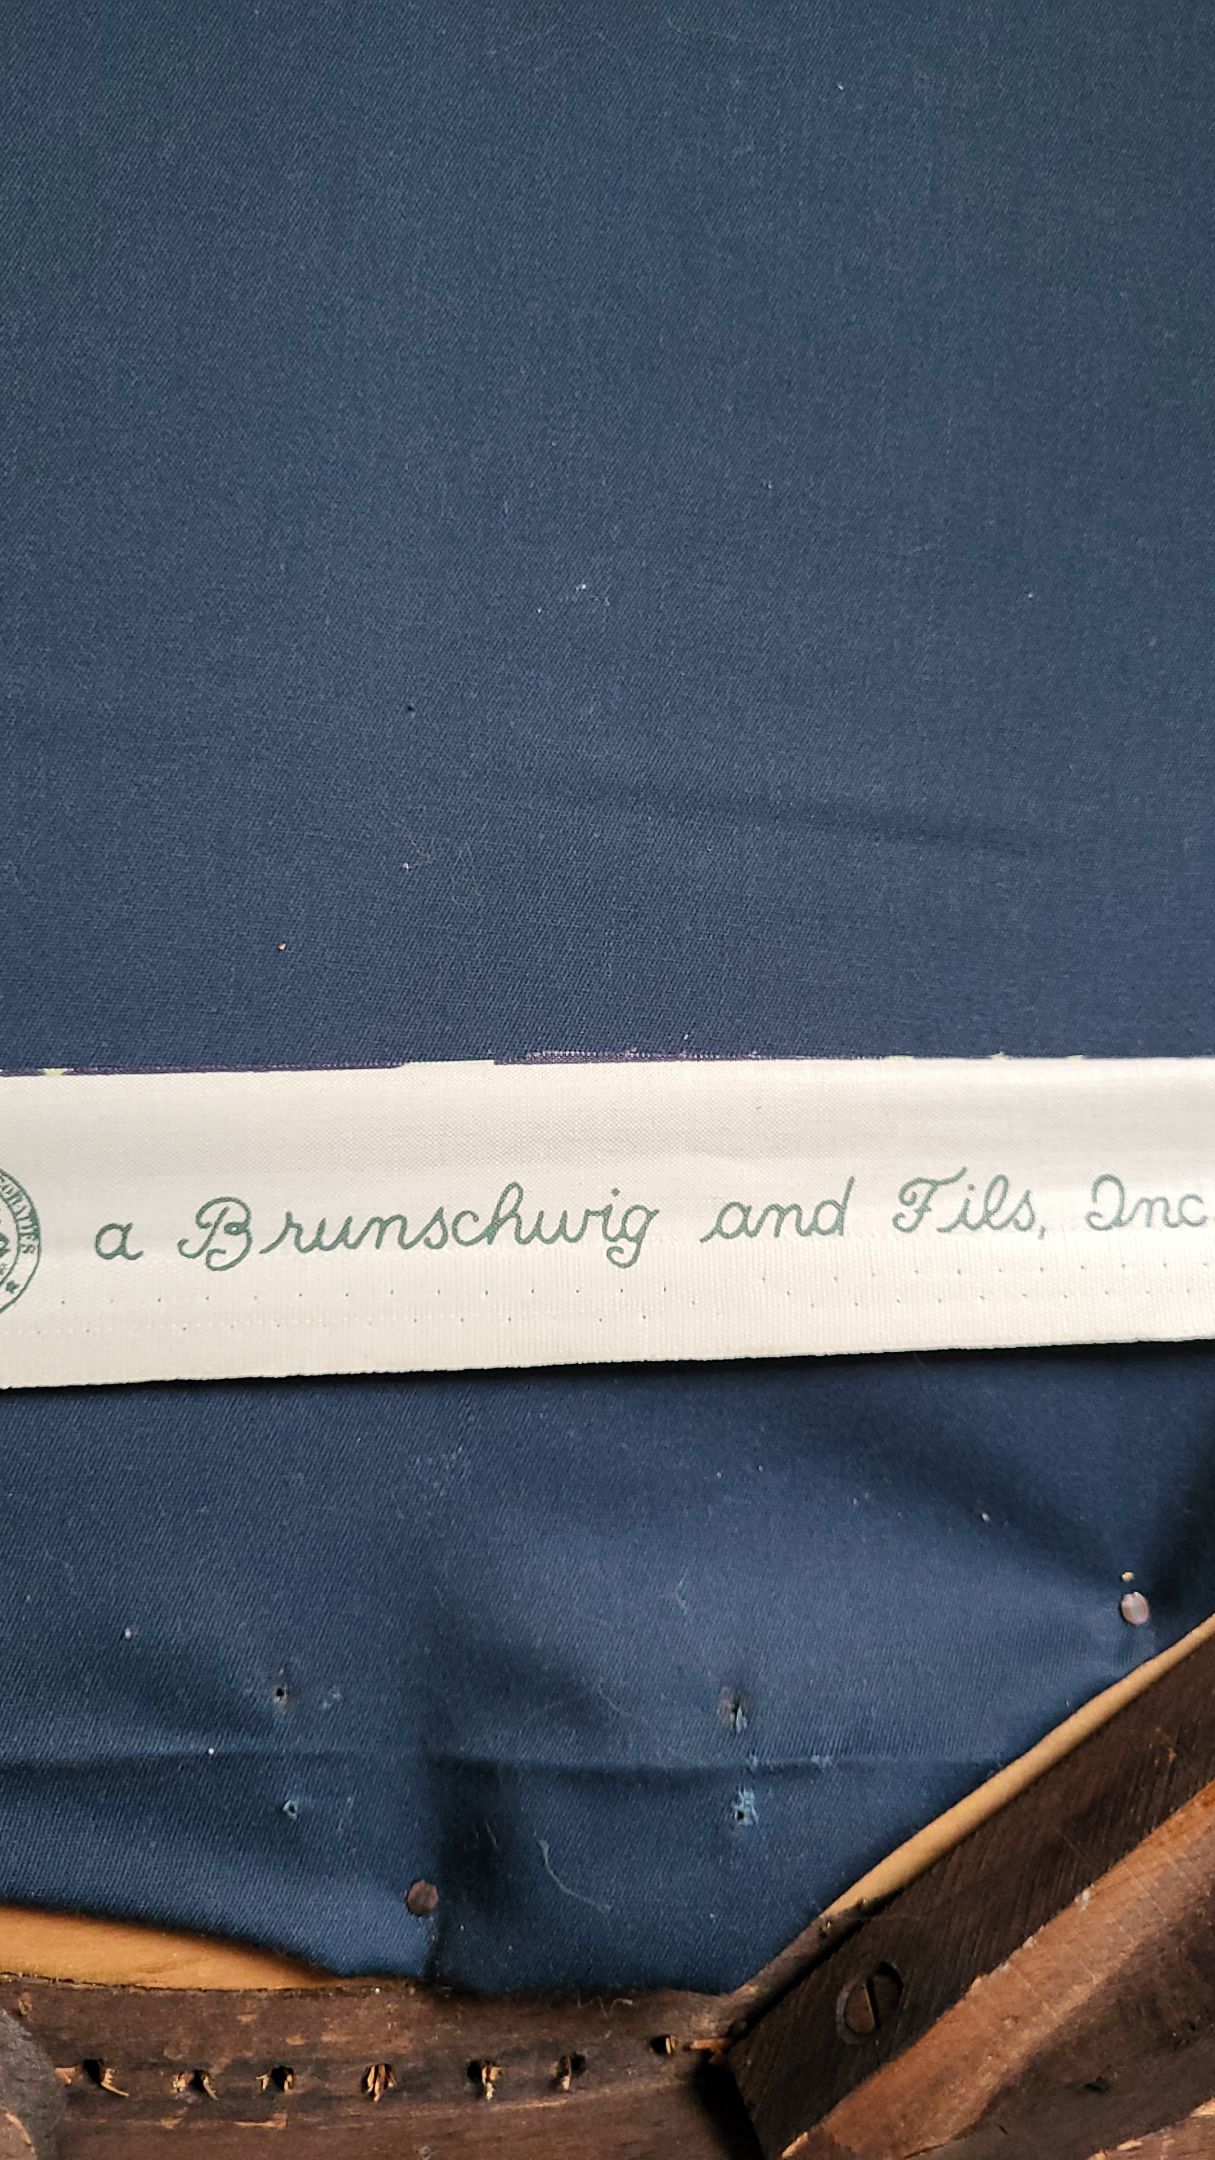 a Brunschwig and Fils, Inc